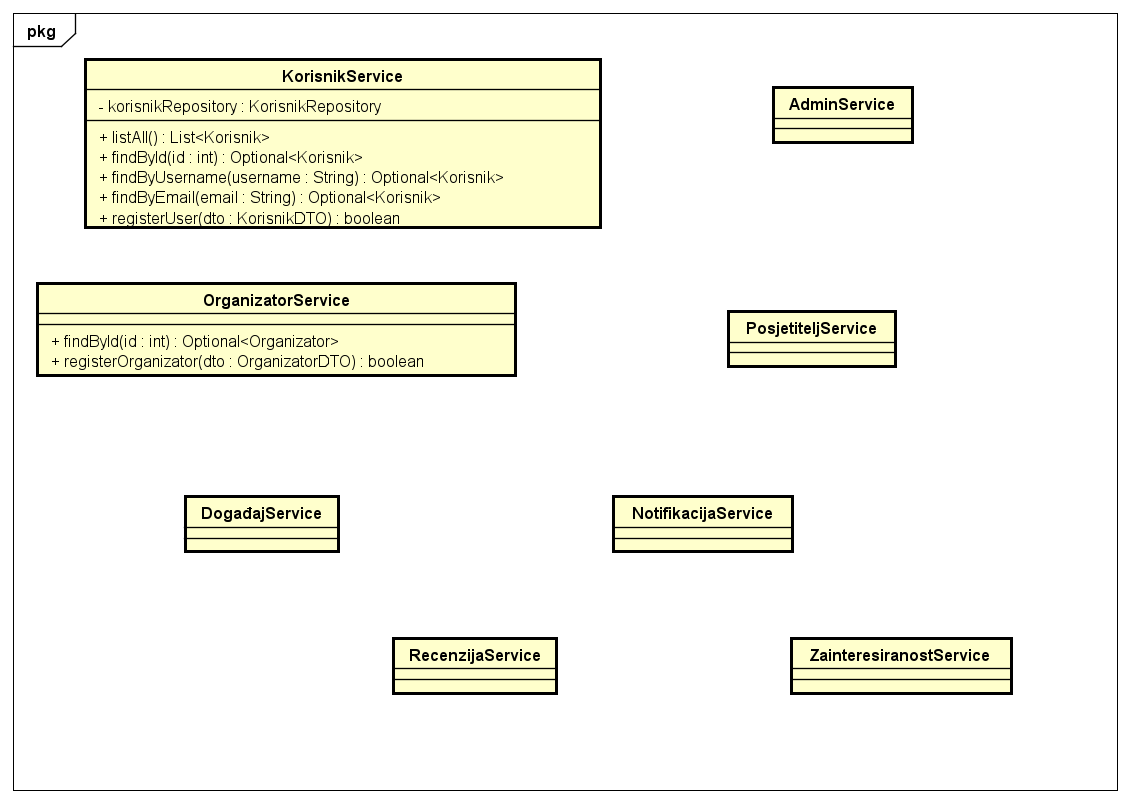 pkg
KorisnikService
- korisnikRepository : KorisnikRepository
+ listAll() : List<Korisnik>
+ findById(id : int) : Optional<Korisnik>
+ findByUsername(username : String) : Optional<Korisnik>
+ findByEmail(email : String) : Optional<Korisnik>
+ registerUser(dto : KorisnikDTO) : boolean
AdminService
OrganizatorService
+ findById(id : int) : Optional<Organizator>
+ registerOrganizator(dto : OrganizatorDTO) : boolean
PosjetiteljService
DogađajService
NotifikacijaService
RecenzijaService
ZainteresiranostService